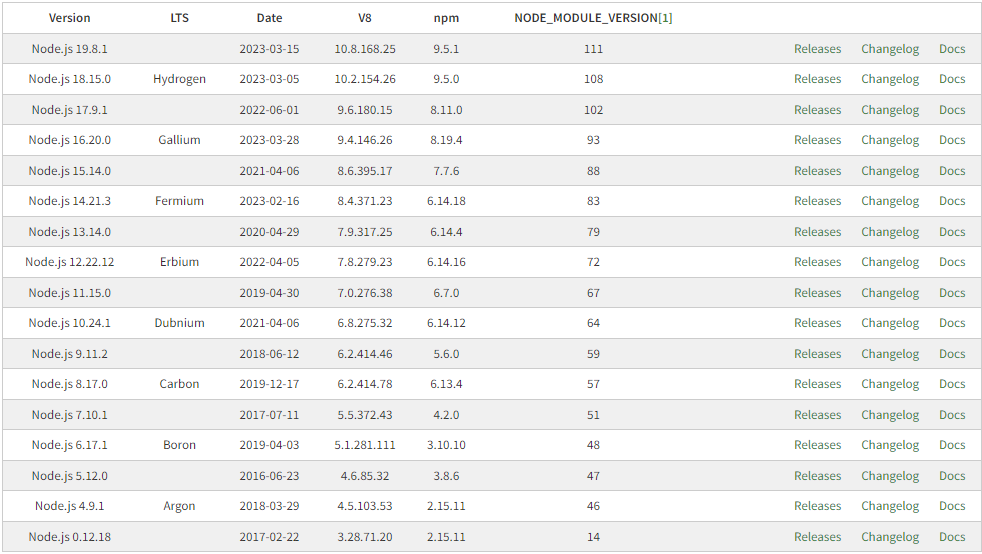 Version LTS Date V8 npm NODE_MODULE_VERSION[1]
Node.js 19.8.1 2023-03-15 10.8.168.25 9.5.1 111 Releases Changelog Docs
Node.js 18.15.0 Hydrogen 2023-03-05 10.2.154.26 9.5.0 108 Releases Changelog Docs
Node.js 17.9.1 2022-06-01 9.6.180.15 8.11.0 102 Releases Changelog Docs
Node.js 16.20.0 Gallium 2023-03-28 9.4.146.26 8.19.4 93 Releases Changelog Docs
Node.js 15.14.0 2021-04-06 8.6.395.17 7.7.6 88 Releases Changelog Docs
Node.js 14.21.3 Fermium 2023-02-16 8.4.371.23 6.14.18 83 Releases Changelog Docs
Node.js 13.14.0 2020-04-29 7.9.317.25 6.14.4 79 Releases Changelog Docs
Node.js 12.22.12 Erbium 2022-04-05 7.8.279.23 6.14.16 72 Releases Changelog Docs
Node.js 11.15.0 2019-04-30 7.0.276.38 6.7.0 67 Releases Changelog Docs
Node.js 10.24.1 Dubnium 2021-04-06 6.8.275.32 6.14.12 64 Releases Changelog Docs
Node.js 9.11.2 2018-06-12 6.2.414.46 5.6.0 59 Releases Changelog Docs
Node.js 8.17.0 Carbon 2019-12-17 6.2.414.78 6.13.4 57 Releases Changelog Docs
Node.js 7.10.1 2017-07-11 5.5.372.43 4.2.0 51 Releases Changelog Docs
Node.js 6.17.1 Boron 2019-04-03 5.1.281.111 3.10.10 48 Releases Changelog Docs
Node.js 5.12.0 2016-06-23 4.6.85.32 3.8.6 47 Releases Changelog Docs
Node.js 4.9.1 Argon 2018-03-29 4.5.103.53 2.15.11 46 Releases Changelog Docs
Node.js 0.12.18 2017-02-22 3.28.71.20 2.15.11 14 Releases Changelog Docs